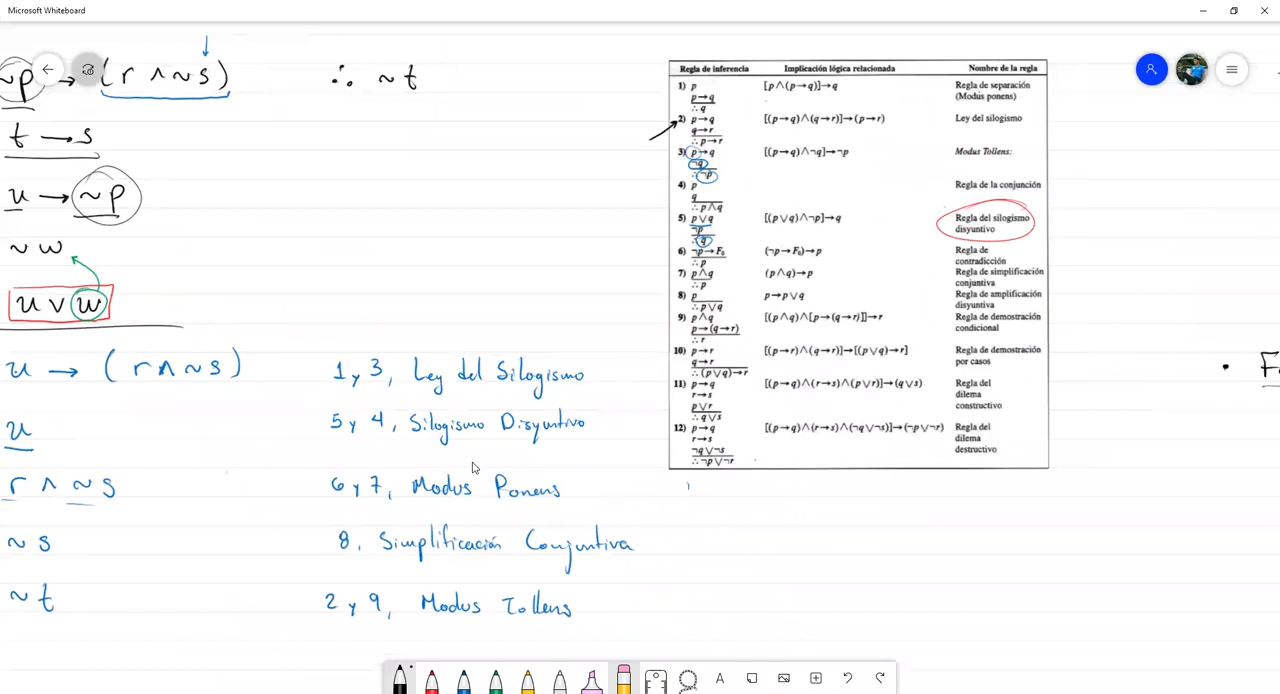 Microsoft Whiteboard
~p → (r ∧ ~s) ∴ ~t
t → s
u → ~p
~w
u ∨ w
u → (r ∧ ~s) 1 y 3, Ley del Silogismo
u 5 y 4, Silogismo Disyuntivo
r ∧ ~s 6 y 7, Modus Ponens
~s 8. Simplificación Conjuntiva
~t 2 y 9, Modus Tollens
Regla de inferencia Implicación lógica relacionada Nombre de la regla
1) p [p∧(p→q)]→q Regla de separación
p→q (Modus ponens)
∴q
2) p→q [(p→q)∧(q→r)]→(p→r) Ley del silogismo
q→r
∴p→r
3) p→q [(p→q)∧¬q]→¬p Modus Tollens:
¬q
∴¬p
4) p Regla de la conjunción
q
∴p∧q
5) p∨q [(p∨q)∧¬p]→q Regla del silogismo
¬p disyuntivo
∴q
6) ¬p→F₀ (¬p→F₀)→p Regla de
∴p contradicción
7) p∧q (p∧q)→p Regla de simplificación
∴p conjuntiva
8) p p→p∨q Regla de amplificación
∴p∨q disyuntiva
9) p∧q [(p∧q)∧[p→(q→r)]]→r Regla de demostración
p→(q→r) condicional
∴r
10) p→r [(p→r)∧(q→r)]→[(p∨q)→r] Regla de demostración
q→r por casos
∴(p∨q)→r
11) p→q [(p→q)∧(r→s)∧(p∨r)]→(q∨s) Regla del
r→s dilema
p∨r constructivo
∴q∨s
12) p→q [(p→q)∧(r→s)∧(¬q∨¬s)]→(¬p∨¬r) Regla del
r→s dilema
¬q∨¬s destructivo
∴¬p∨¬r
• F
A